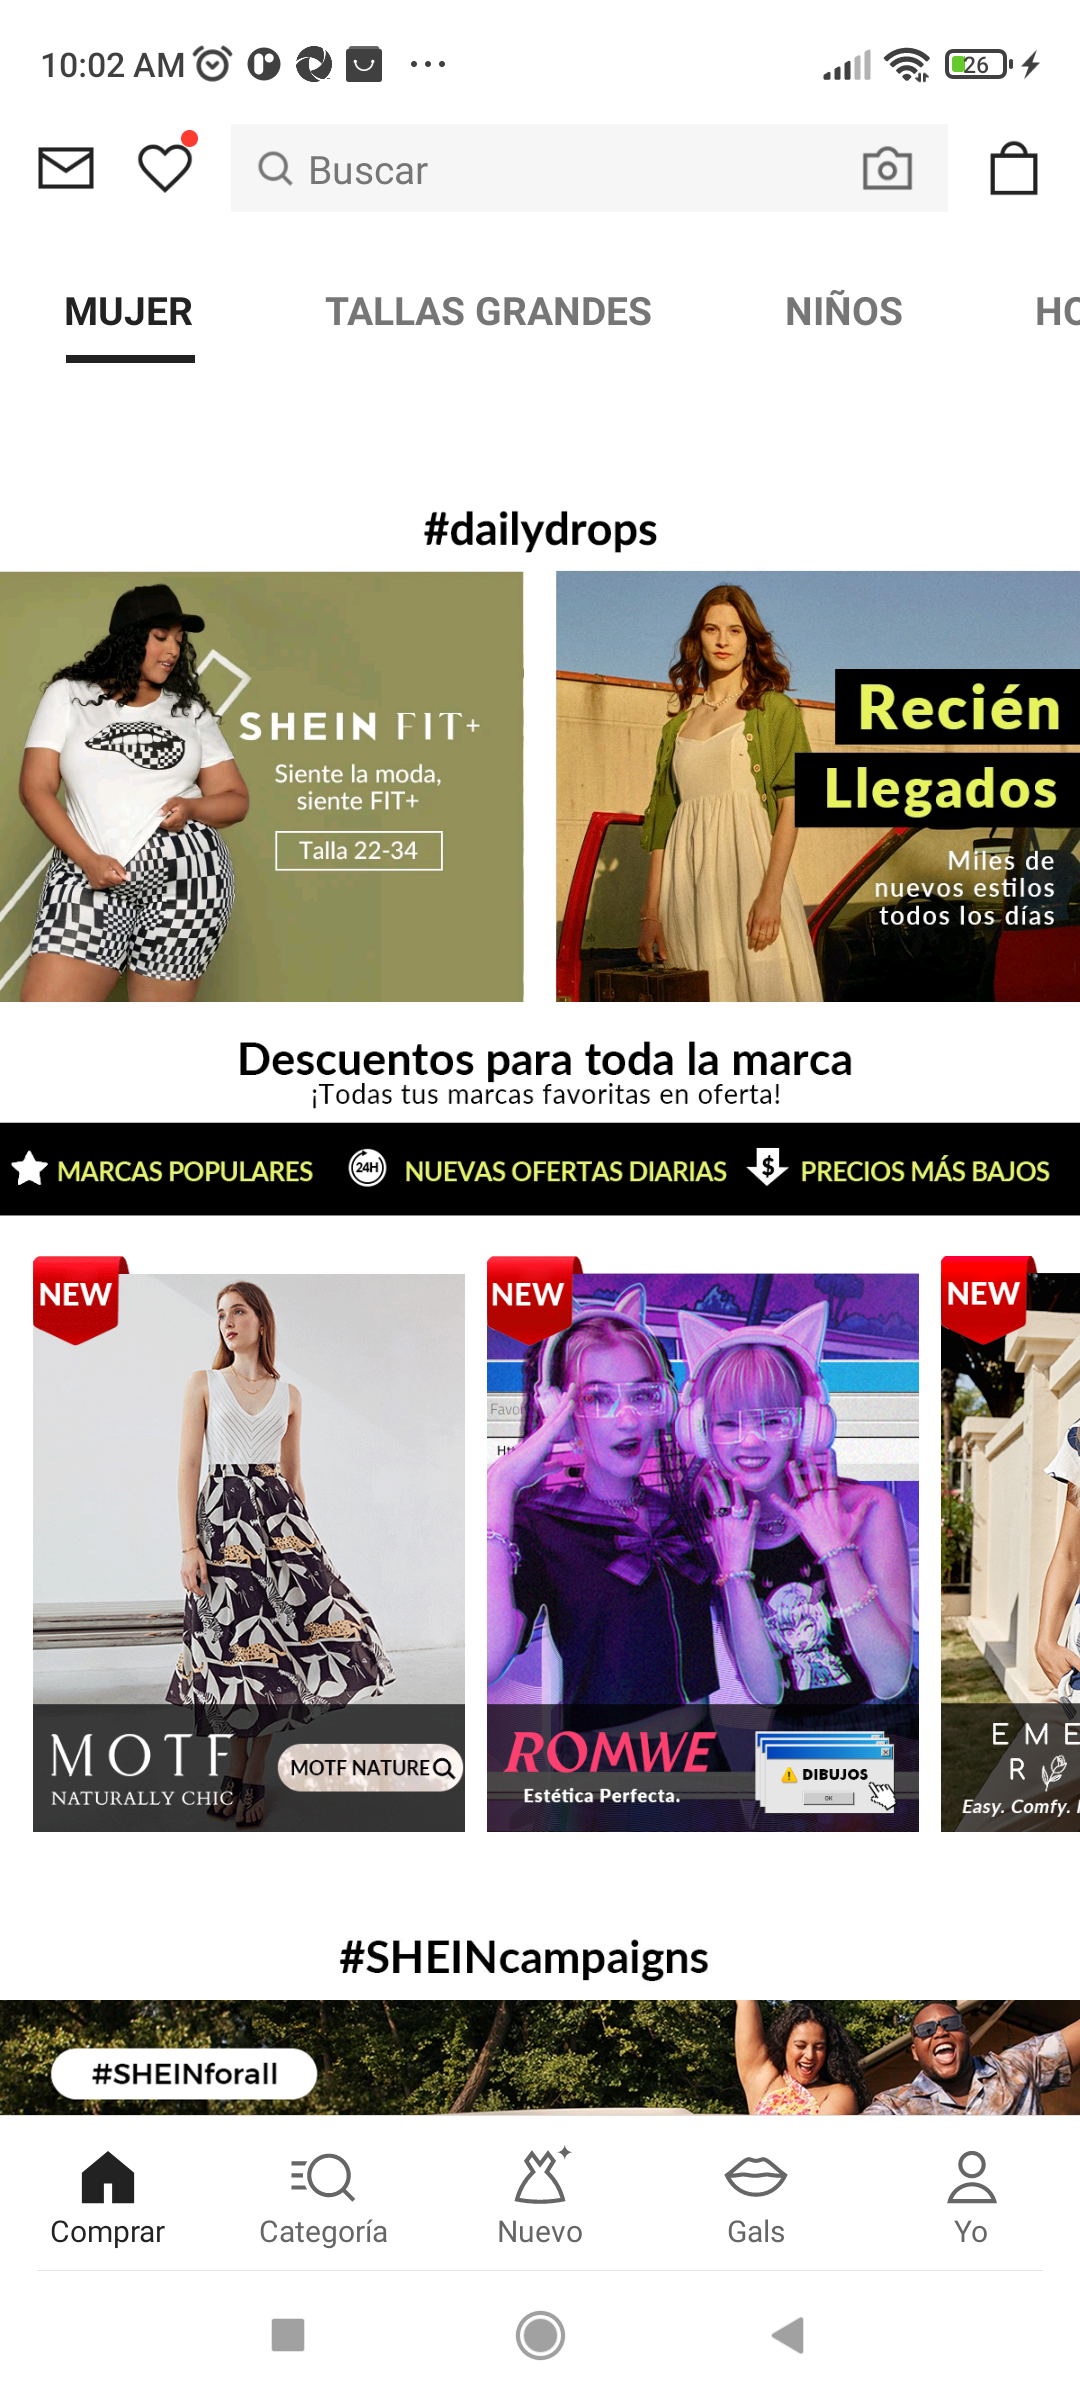 10:02 AM
26
Buscar
MUJER
TALLAS GRANDES
NIÑOS
HO
#dailydrops
SHEIN FIT+
Siente la moda,
siente FIT+
Talla 22-34
Recién
Llegados
Miles de
nuevos estilos
todos los días
Descuentos para toda la marca
¡Todas tus marcas favoritas en oferta!
MARCAS POPULARES
24H
NUEVAS OFERTAS DIARIAS
$
PRECIOS MÁS BAJOS
NEW
MOTF
NATURALLY CHIC
MOTF NATURE
NEW
Favor
Htt
ROMWE
Estética Perfecta.
DIBUJOS
OK
NEW
EME
R
Easy. Comfy.
#SHEINcampaigns
#SHEINforall
Comprar
Categoría
Nuevo
Gals
Yo